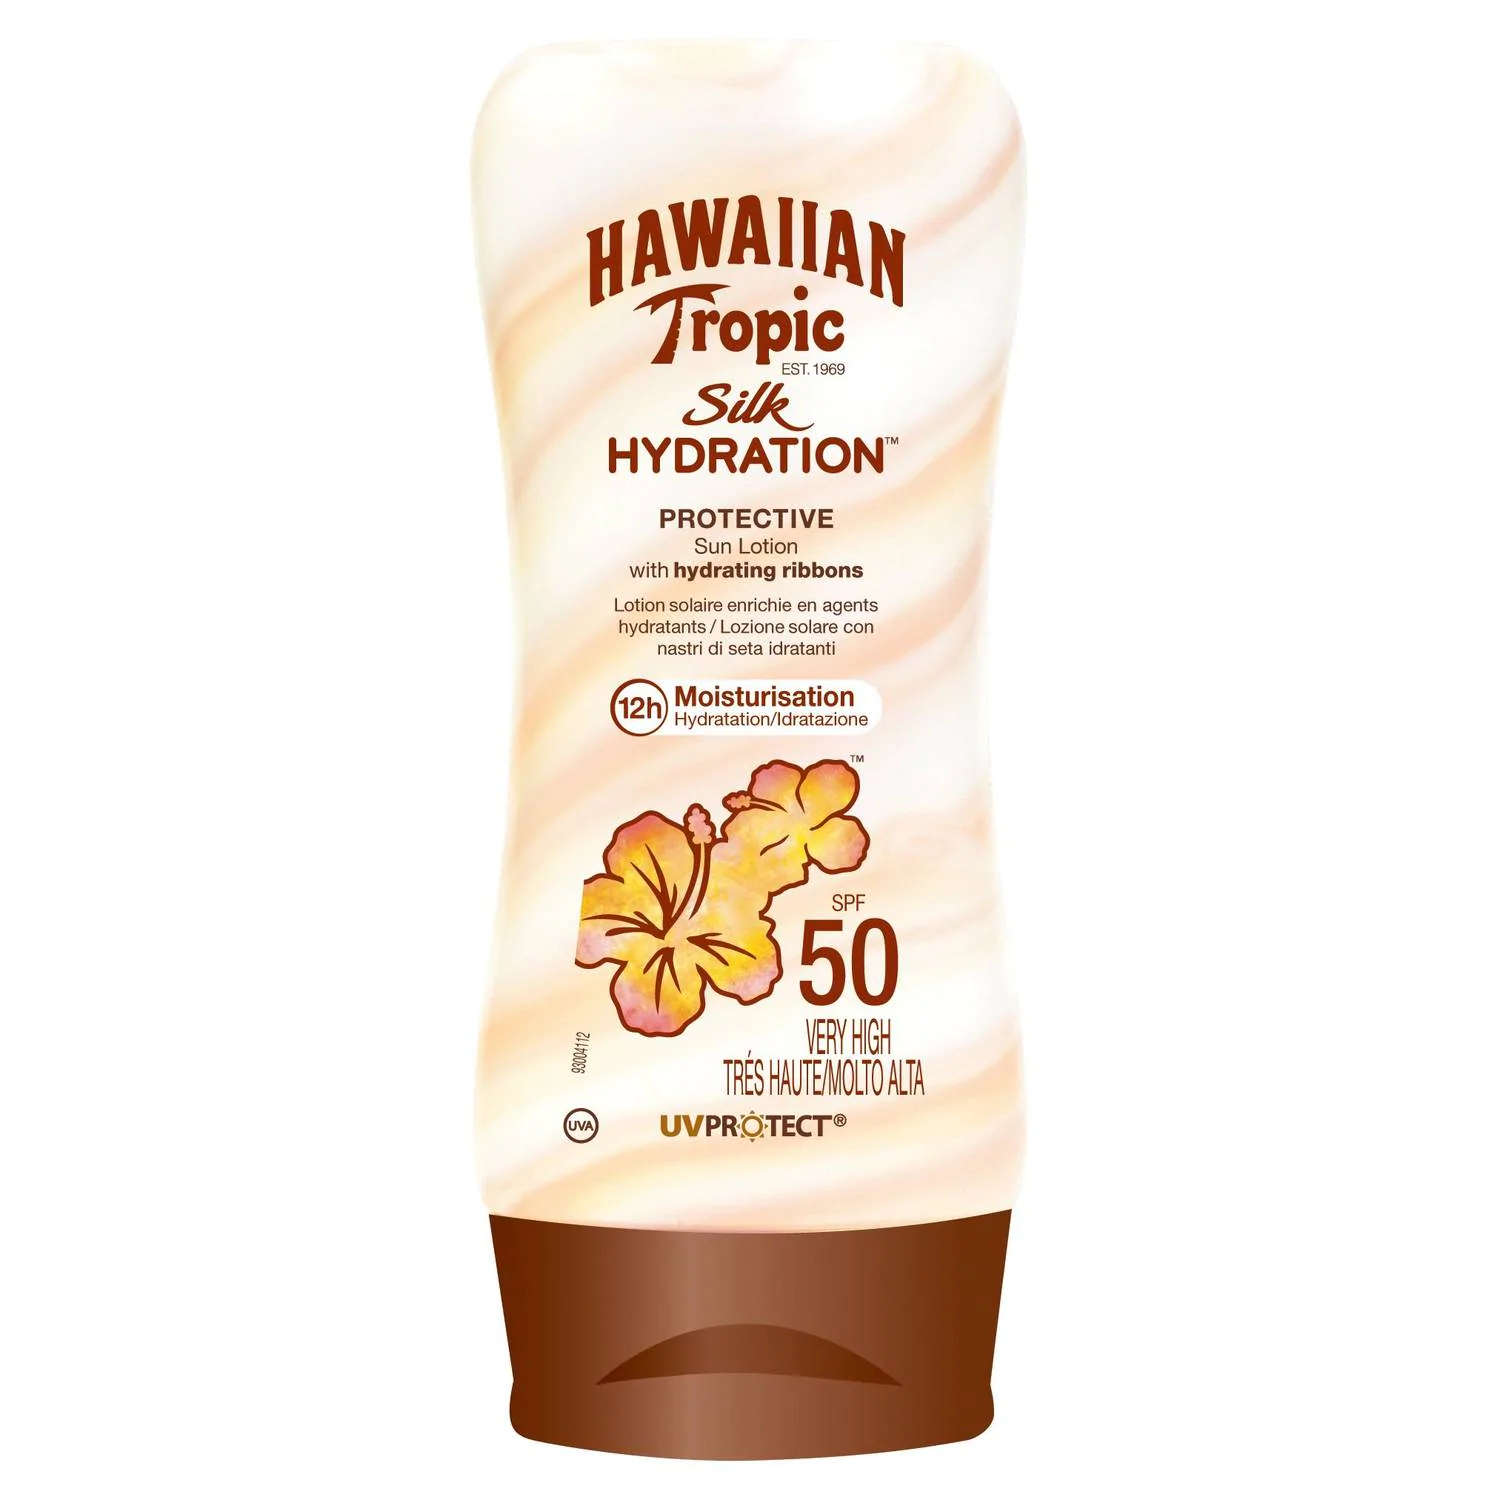 HAWAIIAN
Tropic
EST. 1969
Silk
HYDRATION™
PROTECTIVE
Sun Lotion
with hydrating ribbons
Lotion solaire enrichie en agents
hydratants / Lozione solare con
nastri di seta idratanti
12h Moisturisation
Hydratation/Idratazione
™
SPF
50
VERY HIGH
TRÉS HAUTE/MOLTO ALTA
93004112
UVA
UVPROTECT®